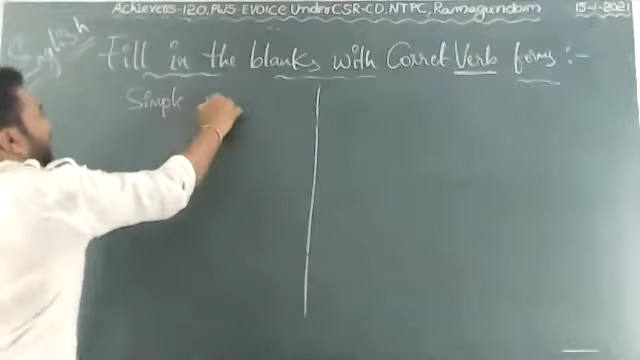 Achievers-120, PWS EVOICE Under CSR-CD, NTPC, Ramagundam 15-1-2021
English
Fill in the blanks with Corret Verb forms :-
Simple